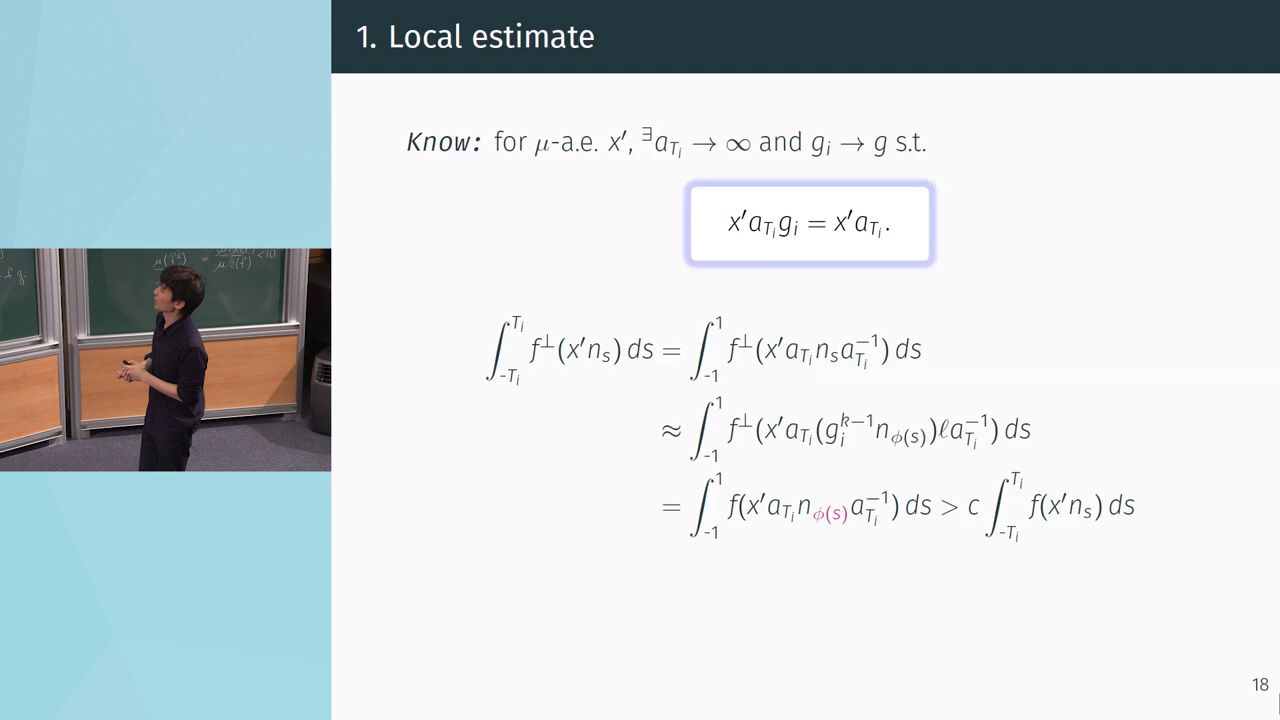 1. Local estimate
Know: for μ-a.e. x′, ∃a_{T_i} → ∞ and g_i → g s.t.
x′a_{T_i}g_i = x′a_{T_i}.
∫_{-T_i}^{T_i} f^⊥(x′n_s) ds = ∫_{-1}^{1} f^⊥(x′a_{T_i}n_s a_{T_i}^{-1}) ds
≈ ∫_{-1}^{1} f^⊥(x′a_{T_i}(g_i^{k-1}n_{ϕ(s)})ℓa_{T_i}^{-1}) ds
= ∫_{-1}^{1} f(x′a_{T_i}n_{ϕ(s)}a_{T_i}^{-1}) ds > c ∫_{-T_i}^{T_i} f(x′n_s) ds
18